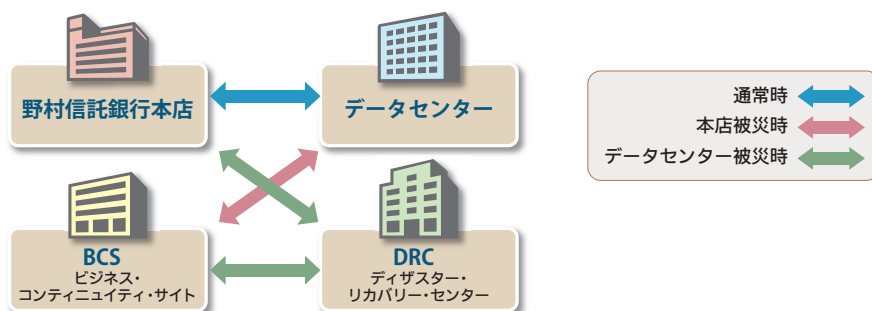 野村信託銀行本店
データセンター
通常時
本店被災時
データセンター被災時
BCS
ビジネス・
コンティニュイティ・サイト
DRC
ディザスター・
リカバリー・センター